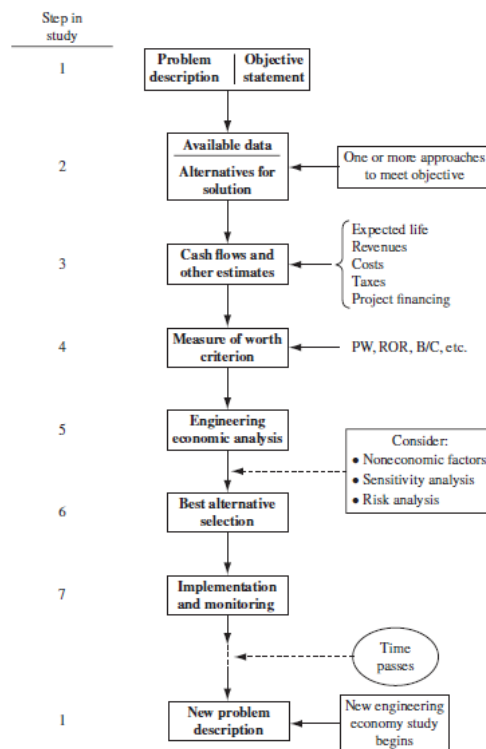 Step in
study
1
Problem
description
Objective
statement
2
Available data
Alternatives for
solution
One or more approaches
to meet objective
3
Cash flows and
other estimates
Expected life
Revenues
Costs
Taxes
Project financing
4
Measure of worth
criterion
PW, ROR, B/C, etc.
5
Engineering
economic analysis
Consider:
• Noneconomic factors
• Sensitivity analysis
• Risk analysis
6
Best alternative
selection
7
Implementation
and monitoring
Time
passes
1
New problem
description
New engineering
economy study
begins